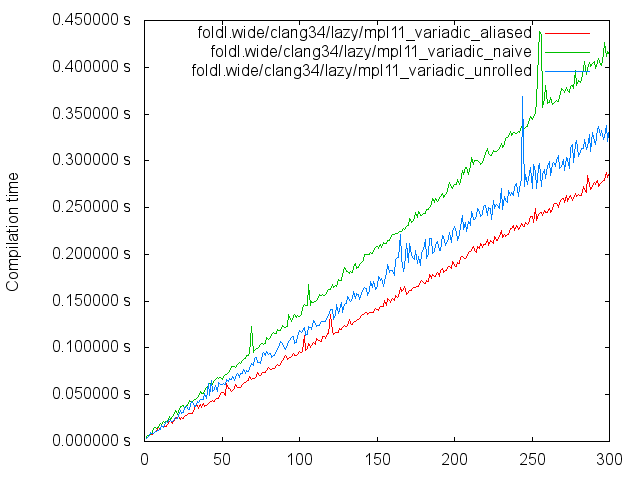 0.450000 s
0.400000 s
0.350000 s
0.300000 s
0.250000 s
0.200000 s
0.150000 s
0.100000 s
0.050000 s
0.000000 s
Compilation time
foldl.wide/clang34/lazy/mpl11_variadic_aliased
foldl.wide/clang34/lazy/mpl11_variadic_naive
foldl.wide/clang34/lazy/mpl11_variadic_unrolled
0 50 100 150 200 250 300